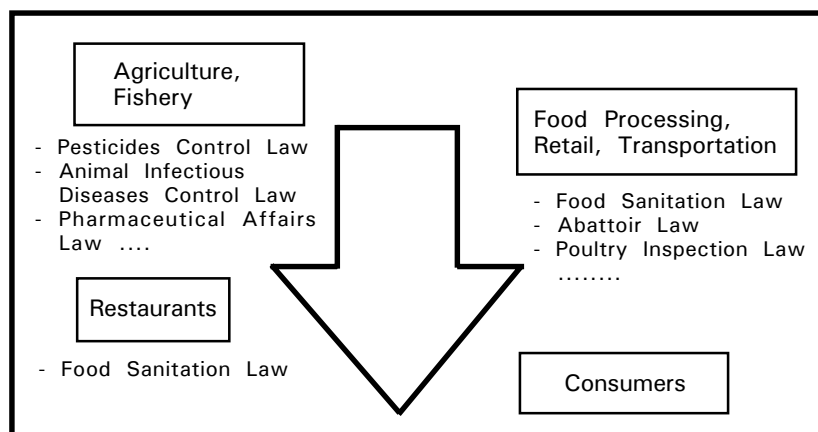 Agriculture,
Fishery
- Pesticides Control Law
- Animal Infectious
Diseases Control Law
- Pharmaceutical Affairs
Law ....
Food Processing,
Retail, Transportation
- Food Sanitation Law
- Abattoir Law
- Poultry Inspection Law
........
Restaurants
- Food Sanitation Law
Consumers